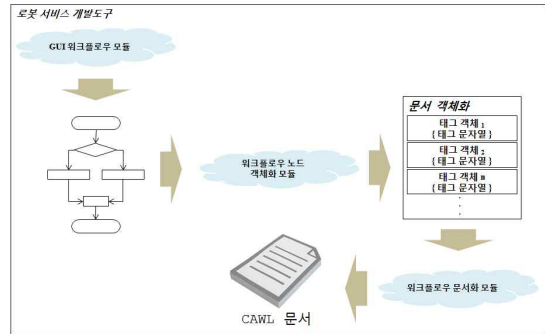 로봇 서비스 개발도구
GUI 워크플로우 모듈
워크플로우 노드
객체화 모듈
문서 객체화
태그 객체 1
{ 태그 문자열 }
태그 객체 2
{ 태그 문자열 }
태그 객체 n
{ 태그 문자열 }
.
.
.
워크플로우 문서화 모듈
CAWL 문서